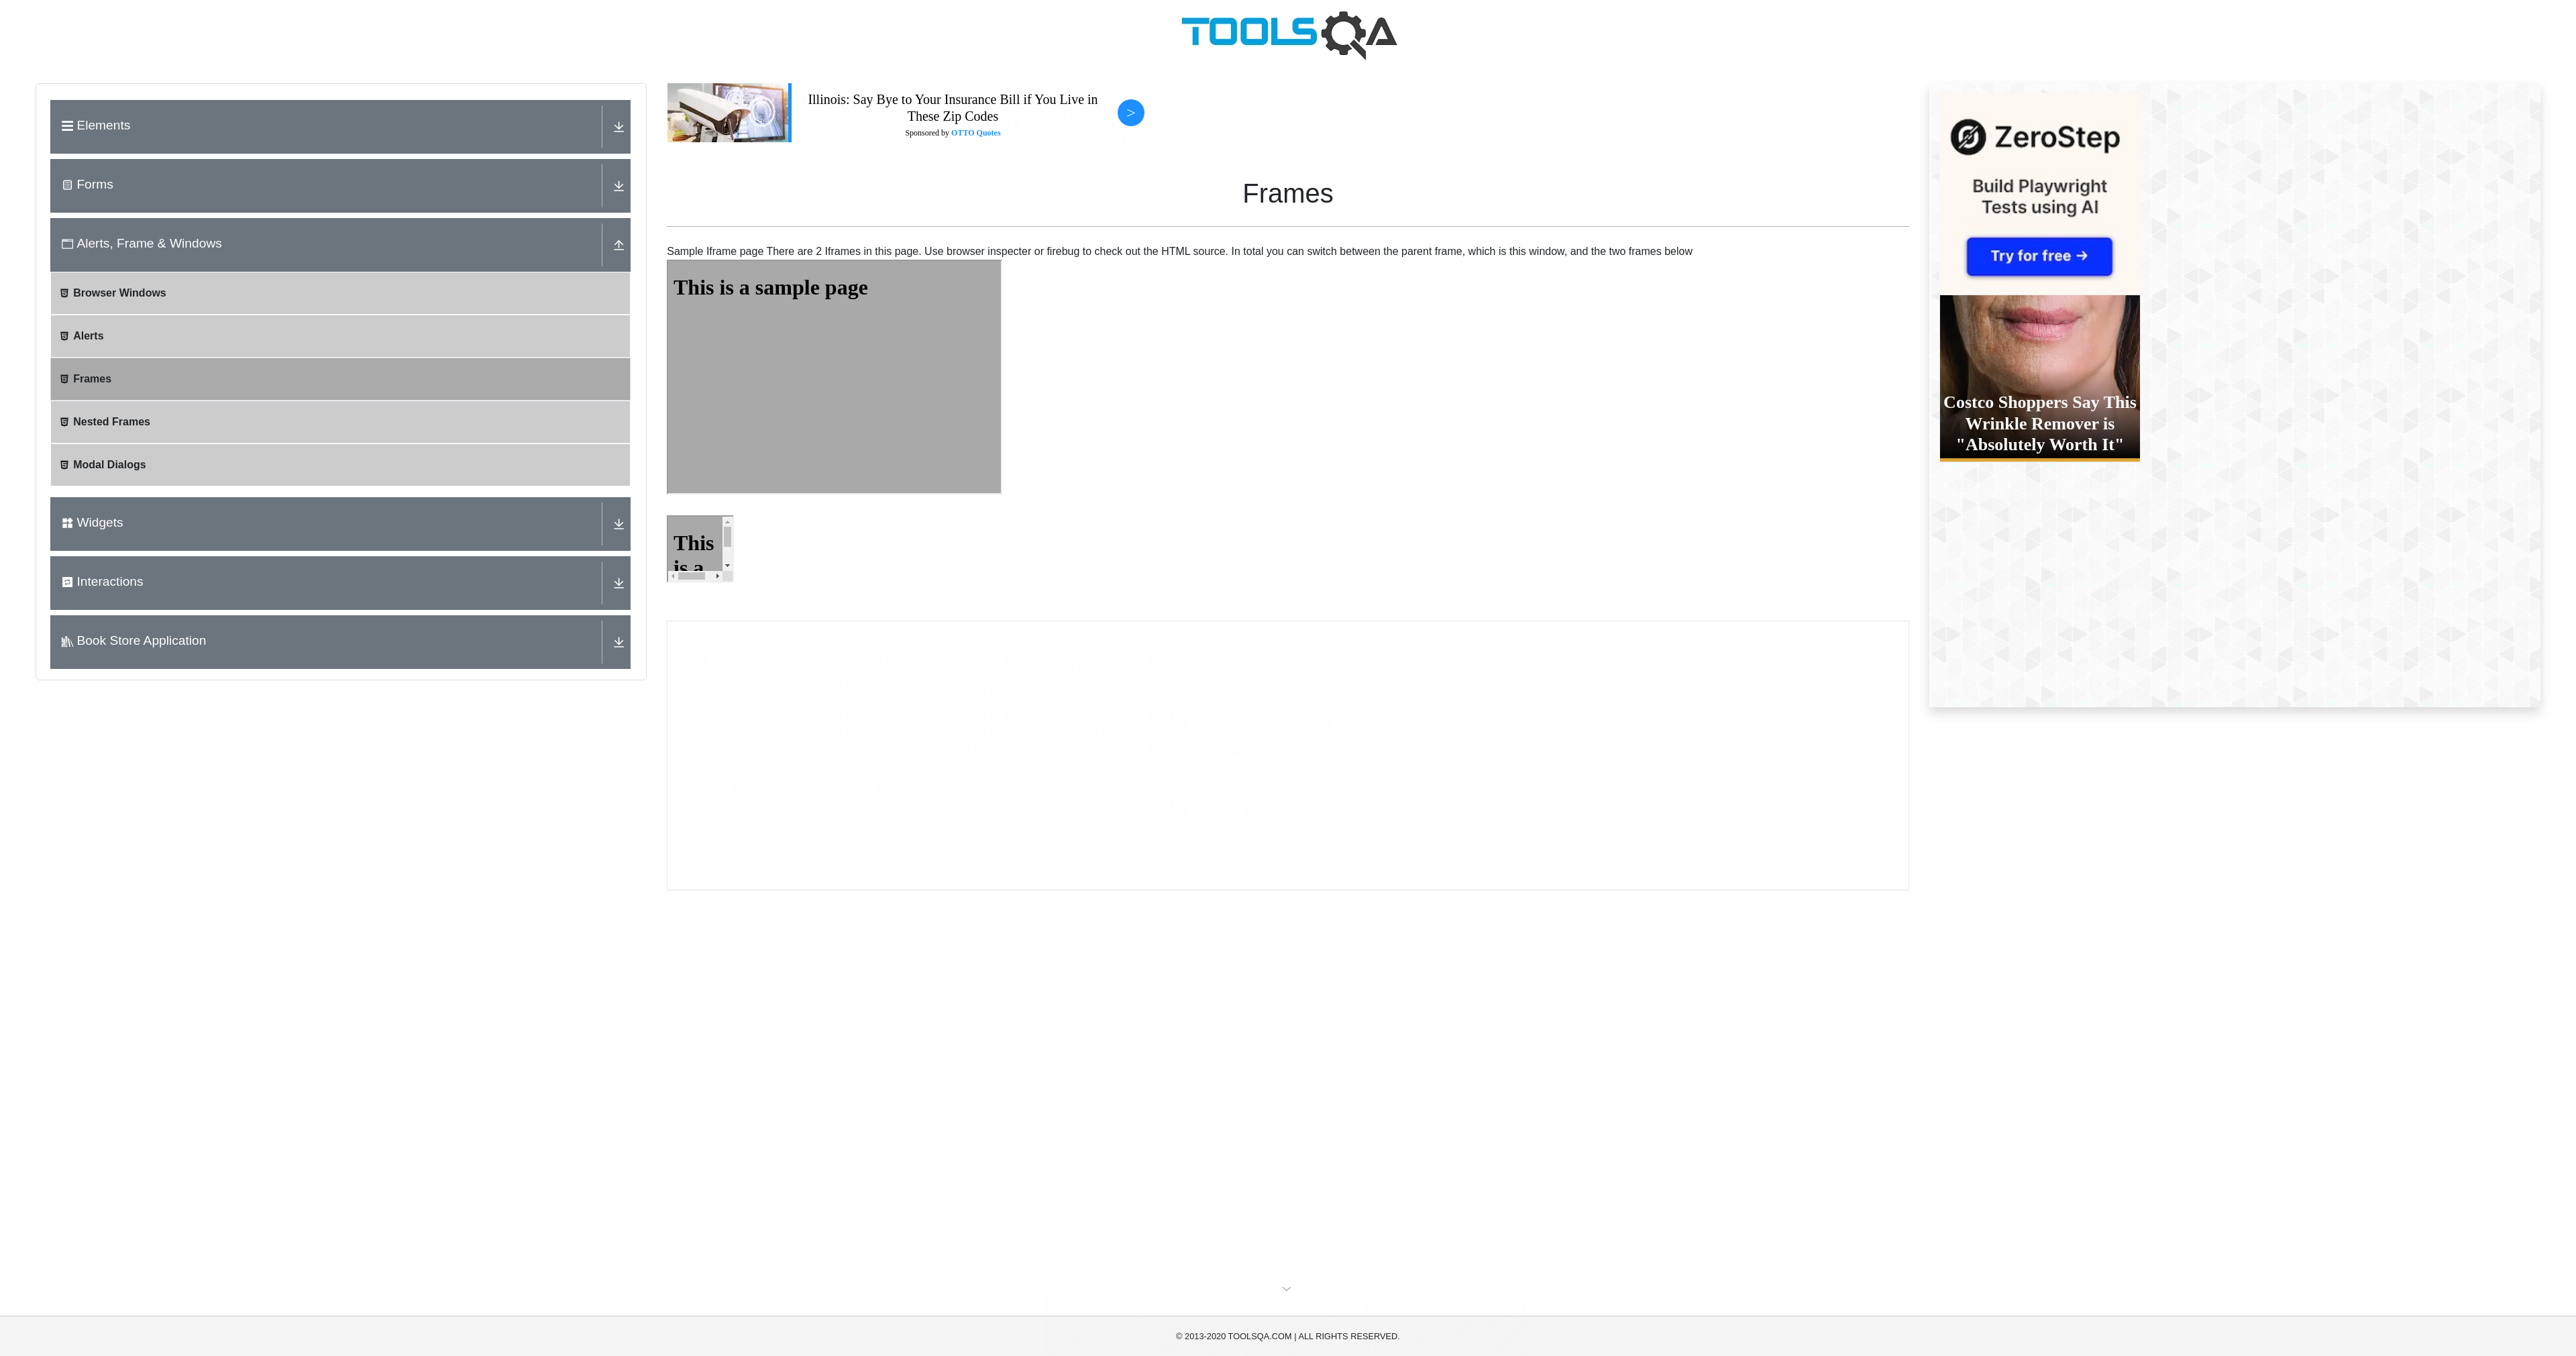 TOOLSQA
Elements
Forms
Alerts, Frame & Windows
Browser Windows
Alerts
Frames
Nested Frames
Modal Dialogs
Widgets
Interactions
Book Store Application
Illinois: Say Bye to Your Insurance Bill if You Live in
These Zip Codes
Sponsored by OTTO Quotes
>
Frames
Sample Iframe page There are 2 Iframes in this page. Use browser inspecter or firebug to check out the HTML source. In total you can switch between the parent frame, which is this window, and the two frames below
This is a sample page
This
is a
ZeroStep
Build Playwright
Tests using AI
Try for free →
Costco Shoppers Say This
Wrinkle Remover is
"Absolutely Worth It"
© 2013-2020 TOOLSQA.COM | ALL RIGHTS RESERVED.